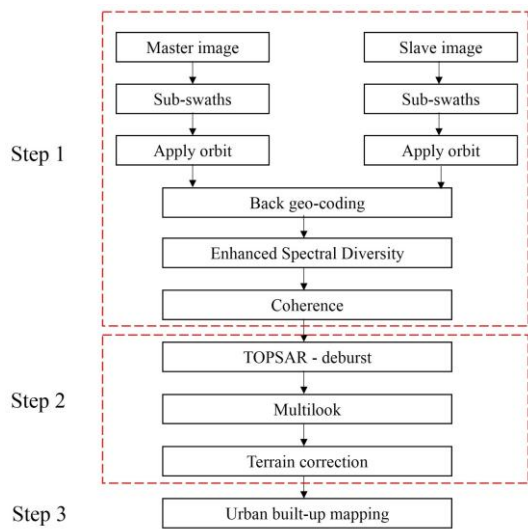 Master image
Slave image
Sub-swaths
Sub-swaths
Step 1
Apply orbit
Apply orbit
Back geo-coding
Enhanced Spectral Diversity
Coherence
TOPSAR - deburst
Step 2
Multilook
Terrain correction
Step 3
Urban built-up mapping